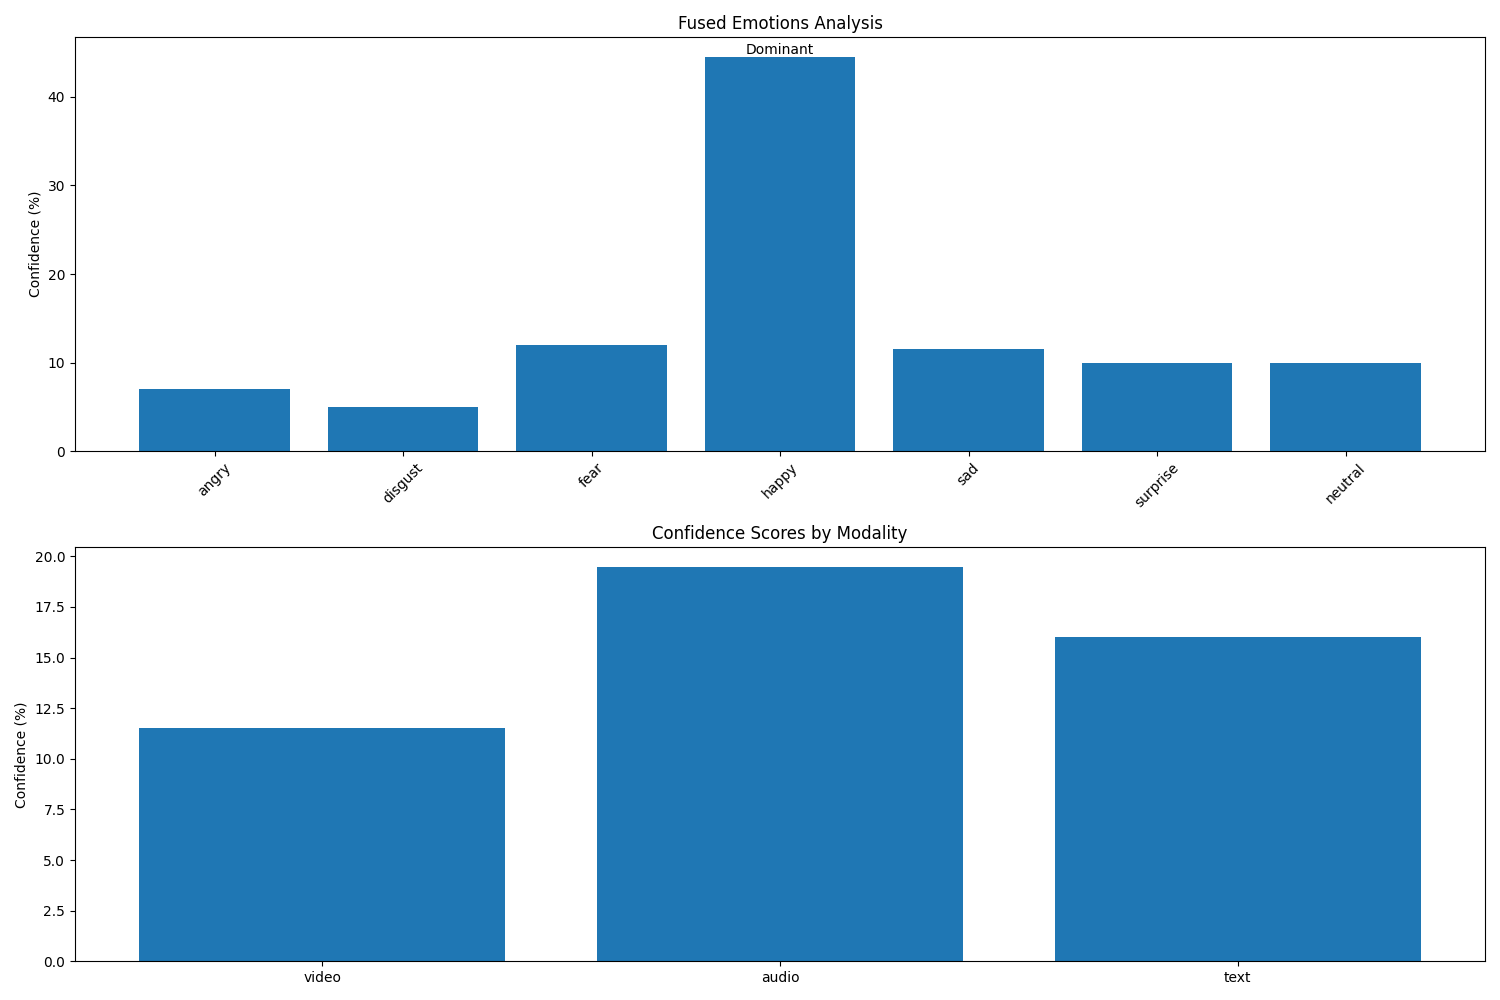 Fused Emotions Analysis
Dominant
Confidence (%)
40
30
20
10
0
angry
disgust
fear
happy
sad
surprise
neutral
Confidence Scores by Modality
Confidence (%)
20.0
17.5
15.0
12.5
10.0
7.5
5.0
2.5
0.0
video
audio
text